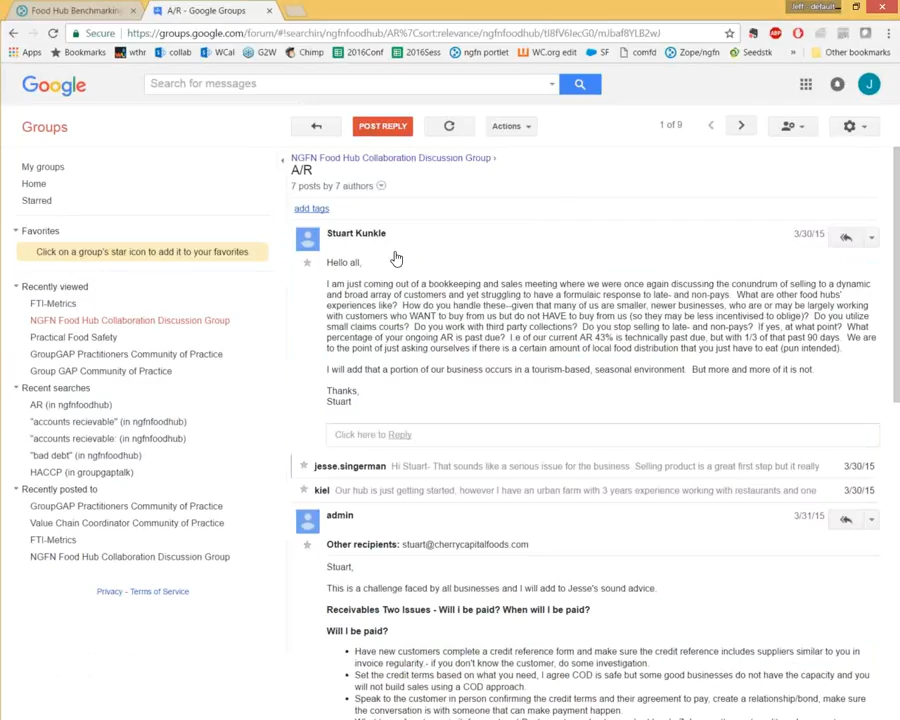 Food Hub Benchmarking
A/R - Google Groups
Jeff - default
Secure
https://groups.google.com/forum/#!searchin/ngfnfoodhub/AR%7Csort:relevance/ngfnfoodhub/tl8fV6IecG0/mJbaf8YLB2wJ
Apps
Bookmarks
wthr
collab
WCal
G2W
Chimp
2016Conf
2016Sess
ngfn portlet
WC.org edit
SF
comfd
Zope/ngfn
Seedstk
»
Other bookmarks
Google
Search for messages
J
Groups
POST REPLY
Actions
1 of 9
My groups
Home
Starred
Favorites
Click on a group's star icon to add it to your favorites
Recently viewed
FTI-Metrics
NGFN Food Hub Collaboration Discussion Group
Practical Food Safety
GroupGAP Practitioners Community of Practice
Group GAP Community of Practice
Recent searches
AR (in ngfnfoodhub)
"accounts recievable" (in ngfnfoodhub)
"accounts recievable: (in ngfnfoodhub)
"bad debt" (in ngfnfoodhub)
HACCP (in groupgaptalk)
Recently posted to
GroupGAP Practitioners Community of Practice
Value Chain Coordinator Community of Practice
FTI-Metrics
NGFN Food Hub Collaboration Discussion Group
Privacy - Terms of Service
NGFN Food Hub Collaboration Discussion Group ›
A/R
7 posts by 7 authors
add tags
Stuart Kunkle
3/30/15
Hello all,
I am just coming out of a bookkeeping and sales meeting where we were once again discussing the conundrum of selling to a dynamic
and broad array of customers and yet struggling to have a formulaic response to late- and non-pays. What are other food hubs'
experiences like? How do you handle these--given that many of us are smaller, newer businesses, who are or may be largely working
with customers who WANT to buy from us but do not HAVE to buy from us (so they may be less incentivised to oblige)? Do you utilize
small claims courts? Do you work with third party collections? Do you stop selling to late- and non-pays? If yes, at what point? What
percentage of your ongoing AR is past due? I.e of our current AR 43% is technically past due, but with 1/3 of that past 90 days. We are
to the point of just asking ourselves if there is a certain amount of local food distribution that you just have to eat (pun intended).
I will add that a portion of our business occurs in a tourism-based, seasonal environment. But more and more of it is not.
Thanks,
Stuart
Click here to Reply
jesse.singerman Hi Stuart- That sounds like a serious issue for the business Selling product is a great first step but it really 3/30/15
kiel Our hub is just getting started, however I have an urban farm with 3 years experience working with restaurants and one 3/30/15
admin
3/31/15
Other recipients: stuart@cherrycapitalfoods.com
Stuart,
This is a challenge faced by all businesses and I will add to Jesse's sound advice.
Receivables Two Issues - Will i be paid? When will I be paid?
Will I be paid?
• Have new customers complete a credit reference form and make sure the credit reference includes suppliers similar to you in
invoice regularity - if you don't know the customer, do some investigation.
• Set the credit terms based on what you need, I agree COD is safe but some good businesses do not have the capacity and you
will not build sales using a COD approach.
• Speak to the customer in person confirming the credit terms and their agreement to pay, create a relationship/bond, make sure
the conversation is with someone that can make payment happen.